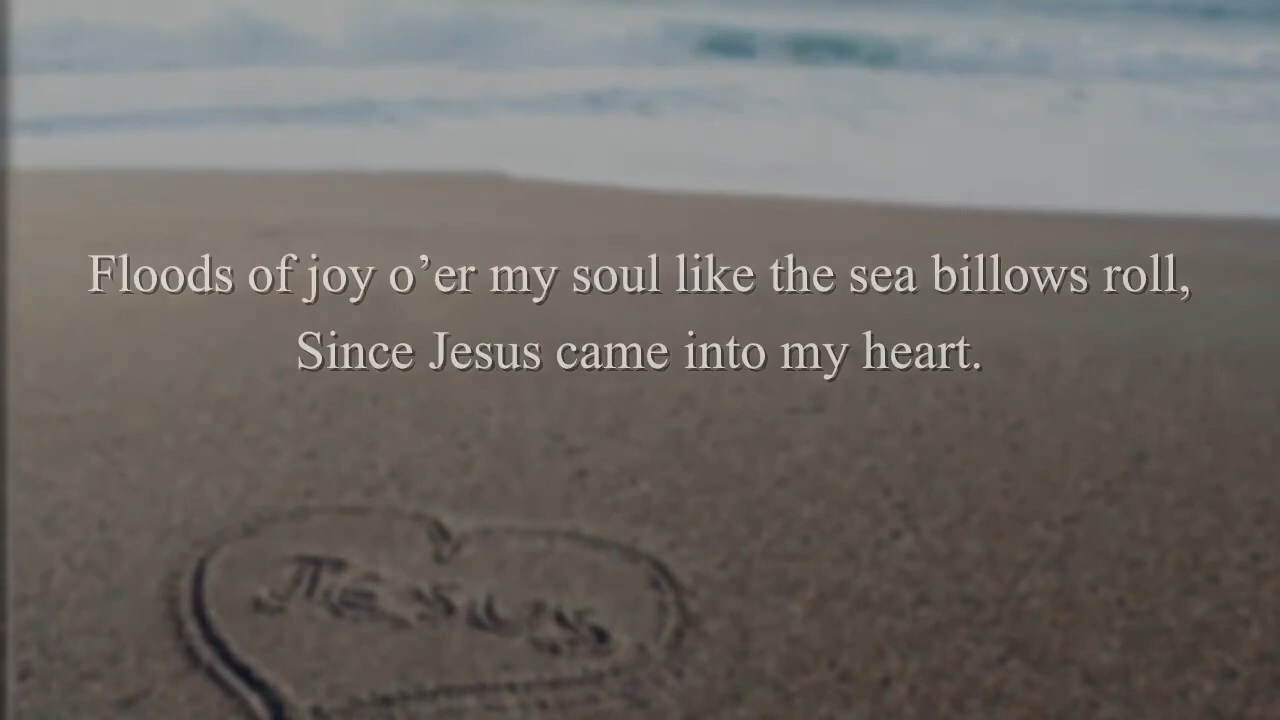 Floods of joy o’er my soul like the sea billows roll,
Since Jesus came into my heart.
JESUS